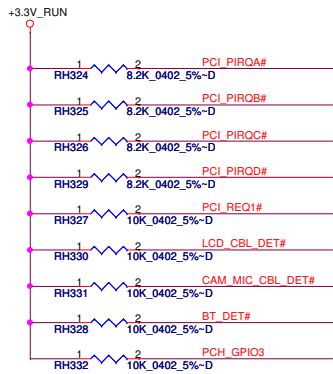 +3.3V_RUN
1 2 PCI_PIRQA#
RH324 8.2K_0402_5%~D
1 2 PCI_PIRQB#
RH325 8.2K_0402_5%~D
1 2 PCI_PIRQC#
RH326 8.2K_0402_5%~D
1 2 PCI_PIRQD#
RH329 8.2K_0402_5%~D
1 2 PCI_REQ1#
RH327 10K_0402_5%~D
1 2 LCD_CBL_DET#
RH330 10K_0402_5%~D
1 2 CAM_MIC_CBL_DET#
RH331 10K_0402_5%~D
1 2 BT_DET#
RH328 10K_0402_5%~D
1 2 PCH_GPIO3
RH332 10K_0402_5%~D